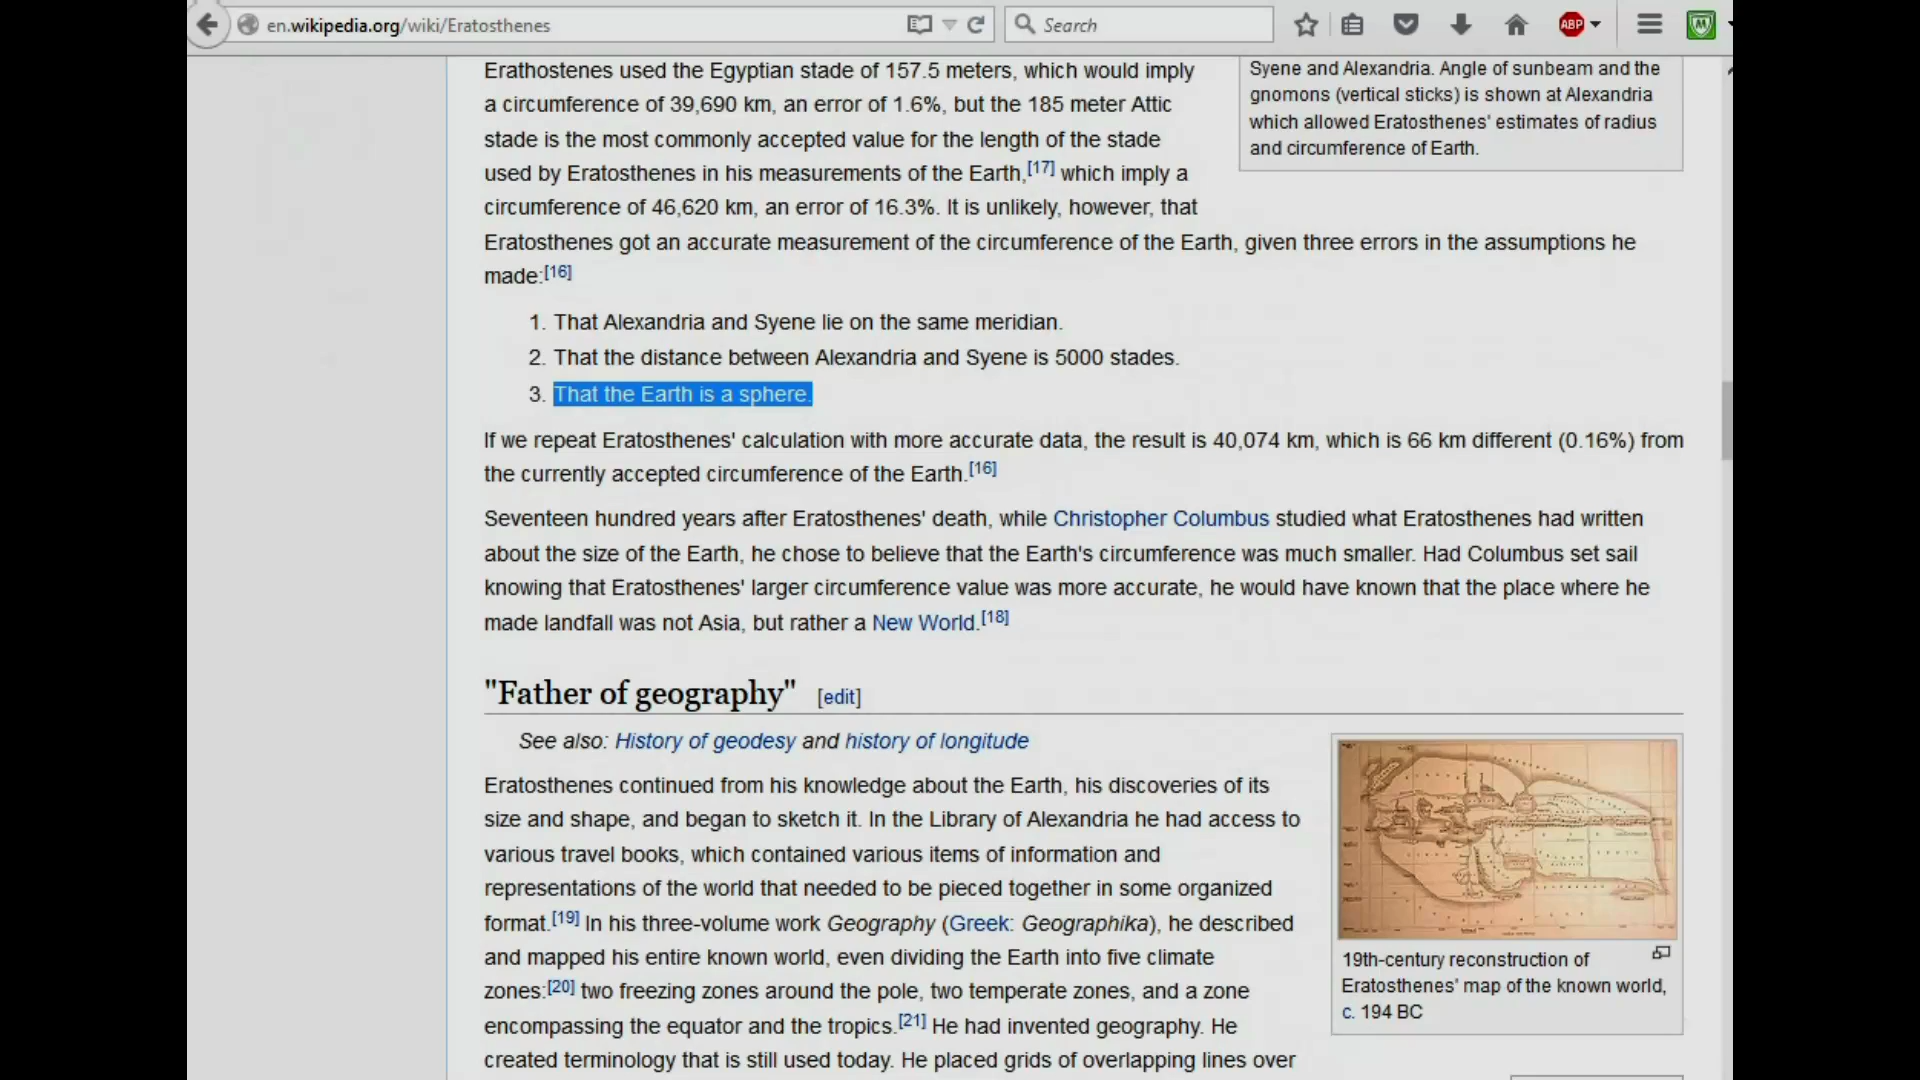 en.wikipedia.org/wiki/Eratosthenes
Search
ABP
Erathostenes used the Egyptian stade of 157.5 meters, which would imply
a circumference of 39,690 km, an error of 1.6%, but the 185 meter Attic
stade is the most commonly accepted value for the length of the stade
used by Eratosthenes in his measurements of the Earth,[17] which imply a
circumference of 46,620 km, an error of 16.3%. It is unlikely, however, that
Eratosthenes got an accurate measurement of the circumference of the Earth, given three errors in the assumptions he
made:[16]
Syene and Alexandria. Angle of sunbeam and the
gnomons (vertical sticks) is shown at Alexandria
which allowed Eratosthenes' estimates of radius
and circumference of Earth.
1. That Alexandria and Syene lie on the same meridian.
2. That the distance between Alexandria and Syene is 5000 stades.
3. That the Earth is a sphere.
If we repeat Eratosthenes' calculation with more accurate data, the result is 40,074 km, which is 66 km different (0.16%) from
the currently accepted circumference of the Earth.[16]
Seventeen hundred years after Eratosthenes' death, while Christopher Columbus studied what Eratosthenes had written
about the size of the Earth, he chose to believe that the Earth's circumference was much smaller. Had Columbus set sail
knowing that Eratosthenes' larger circumference value was more accurate, he would have known that the place where he
made landfall was not Asia, but rather a New World.[18]
"Father of geography" [edit]
See also: History of geodesy and history of longitude
Eratosthenes continued from his knowledge about the Earth, his discoveries of its
size and shape, and began to sketch it. In the Library of Alexandria he had access to
various travel books, which contained various items of information and
representations of the world that needed to be pieced together in some organized
format.[19] In his three-volume work Geography (Greek: Geographika), he described
and mapped his entire known world, even dividing the Earth into five climate
zones:[20] two freezing zones around the pole, two temperate zones, and a zone
encompassing the equator and the tropics.[21] He had invented geography. He
created terminology that is still used today. He placed grids of overlapping lines over
19th-century reconstruction of
Eratosthenes' map of the known world,
c. 194 BC